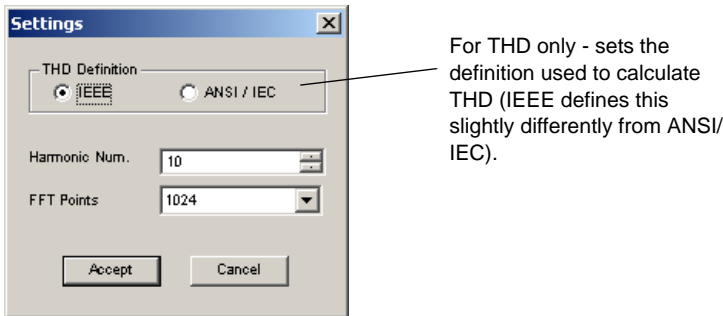 Settings
THD Definition
IEEE
ANSI / IEC
Harmonic Num.
10
FFT Points
1024
Accept
Cancel
For THD only - sets the
definition used to calculate
THD (IEEE defines this
slightly differently from ANSI/
IEC).